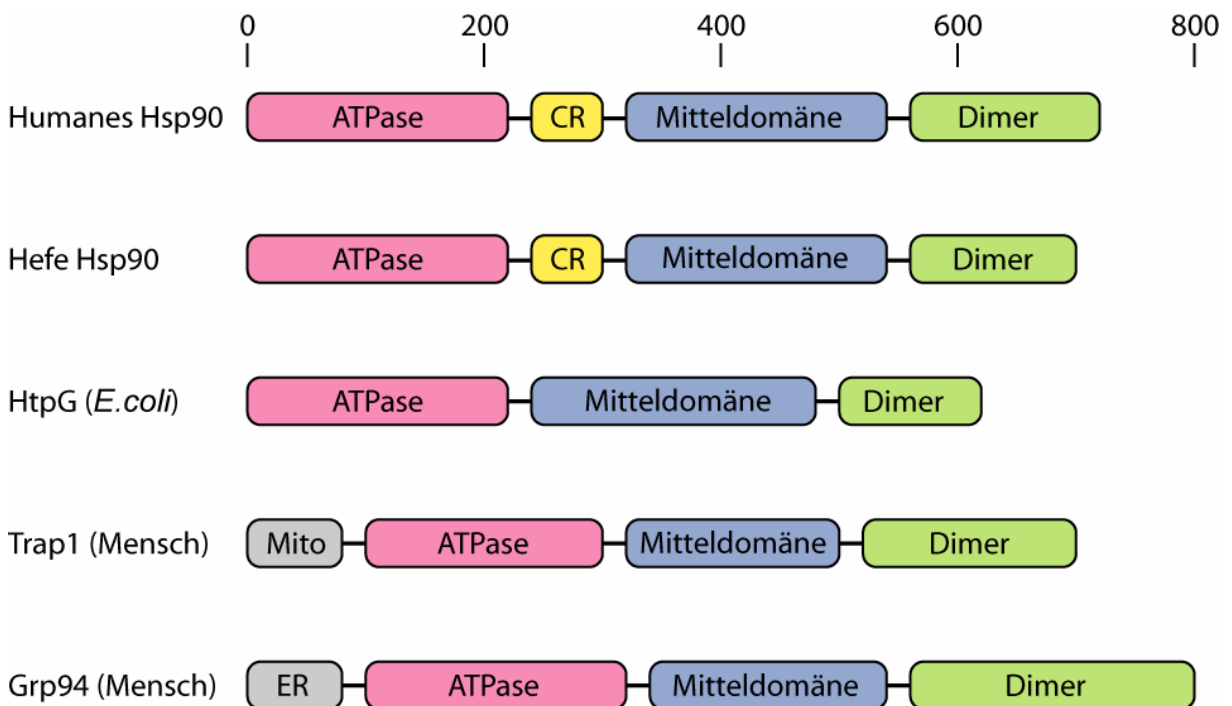 0 200 400 600 800
Humanes Hsp90 ATPase CR Mitteldomäne Dimer
Hefe Hsp90 ATPase CR Mitteldomäne Dimer
HtpG (E.coli) ATPase Mitteldomäne Dimer
Trap1 (Mensch) Mito ATPase Mitteldomäne Dimer
Grp94 (Mensch) ER ATPase Mitteldomäne Dimer